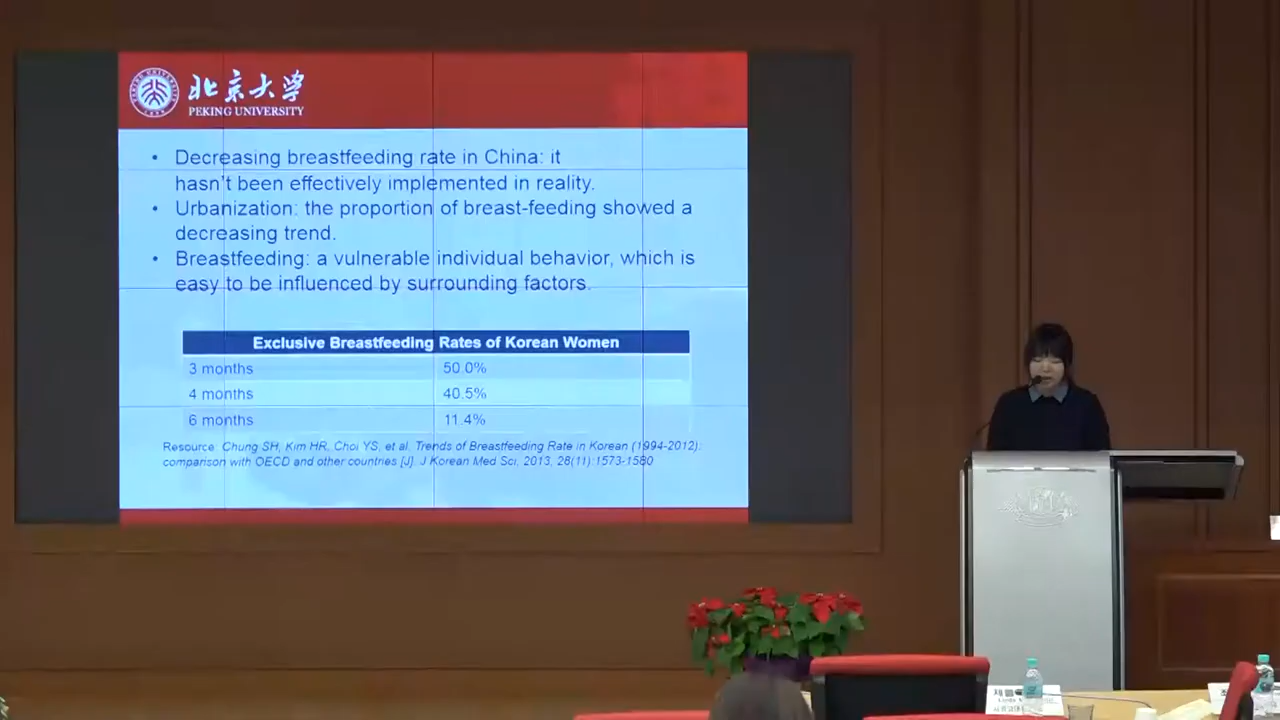 北京大学
PEKING UNIVERSITY
• Decreasing breastfeeding rate in China: it
hasn't been effectively implemented in reality.
• Urbanization: the proportion of breast-feeding showed a
decreasing trend.
• Breastfeeding: a vulnerable individual behavior, which is
easy to be influenced by surrounding factors.
Exclusive Breastfeeding Rates of Korean Women
3 months 50.0%
4 months 40.5%
6 months 11.4%
Resource: Chung SH, Kim HR, Choi YS, et al. Trends of Breastfeeding Rate in Korean (1994-2012):
comparison with OECD and other countries [J]. J Korean Med Sci, 2013, 28(11):1573-1580